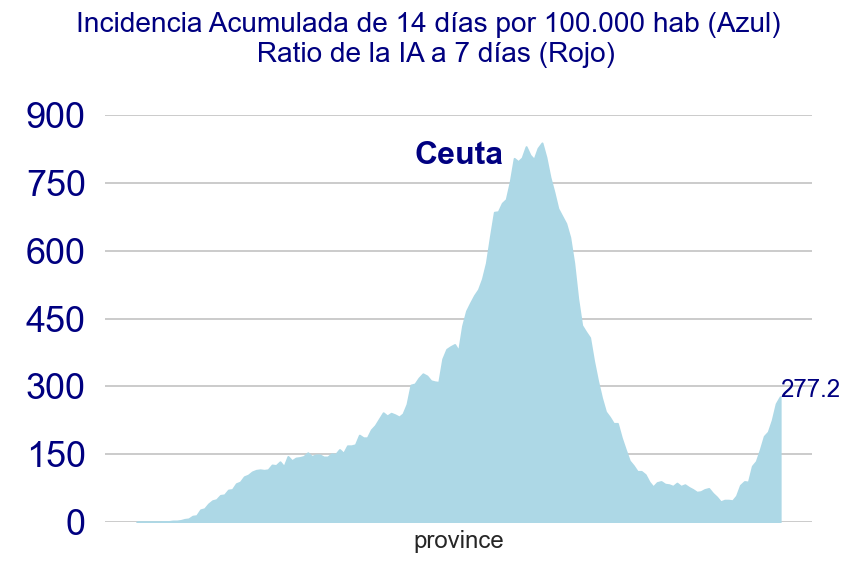 Incidencia Acumulada de 14 días por 100.000 hab (Azul)
Ratio de la IA a 7 días (Rojo)
900
Ceuta
750
600
450
300
277.2
150
0
province